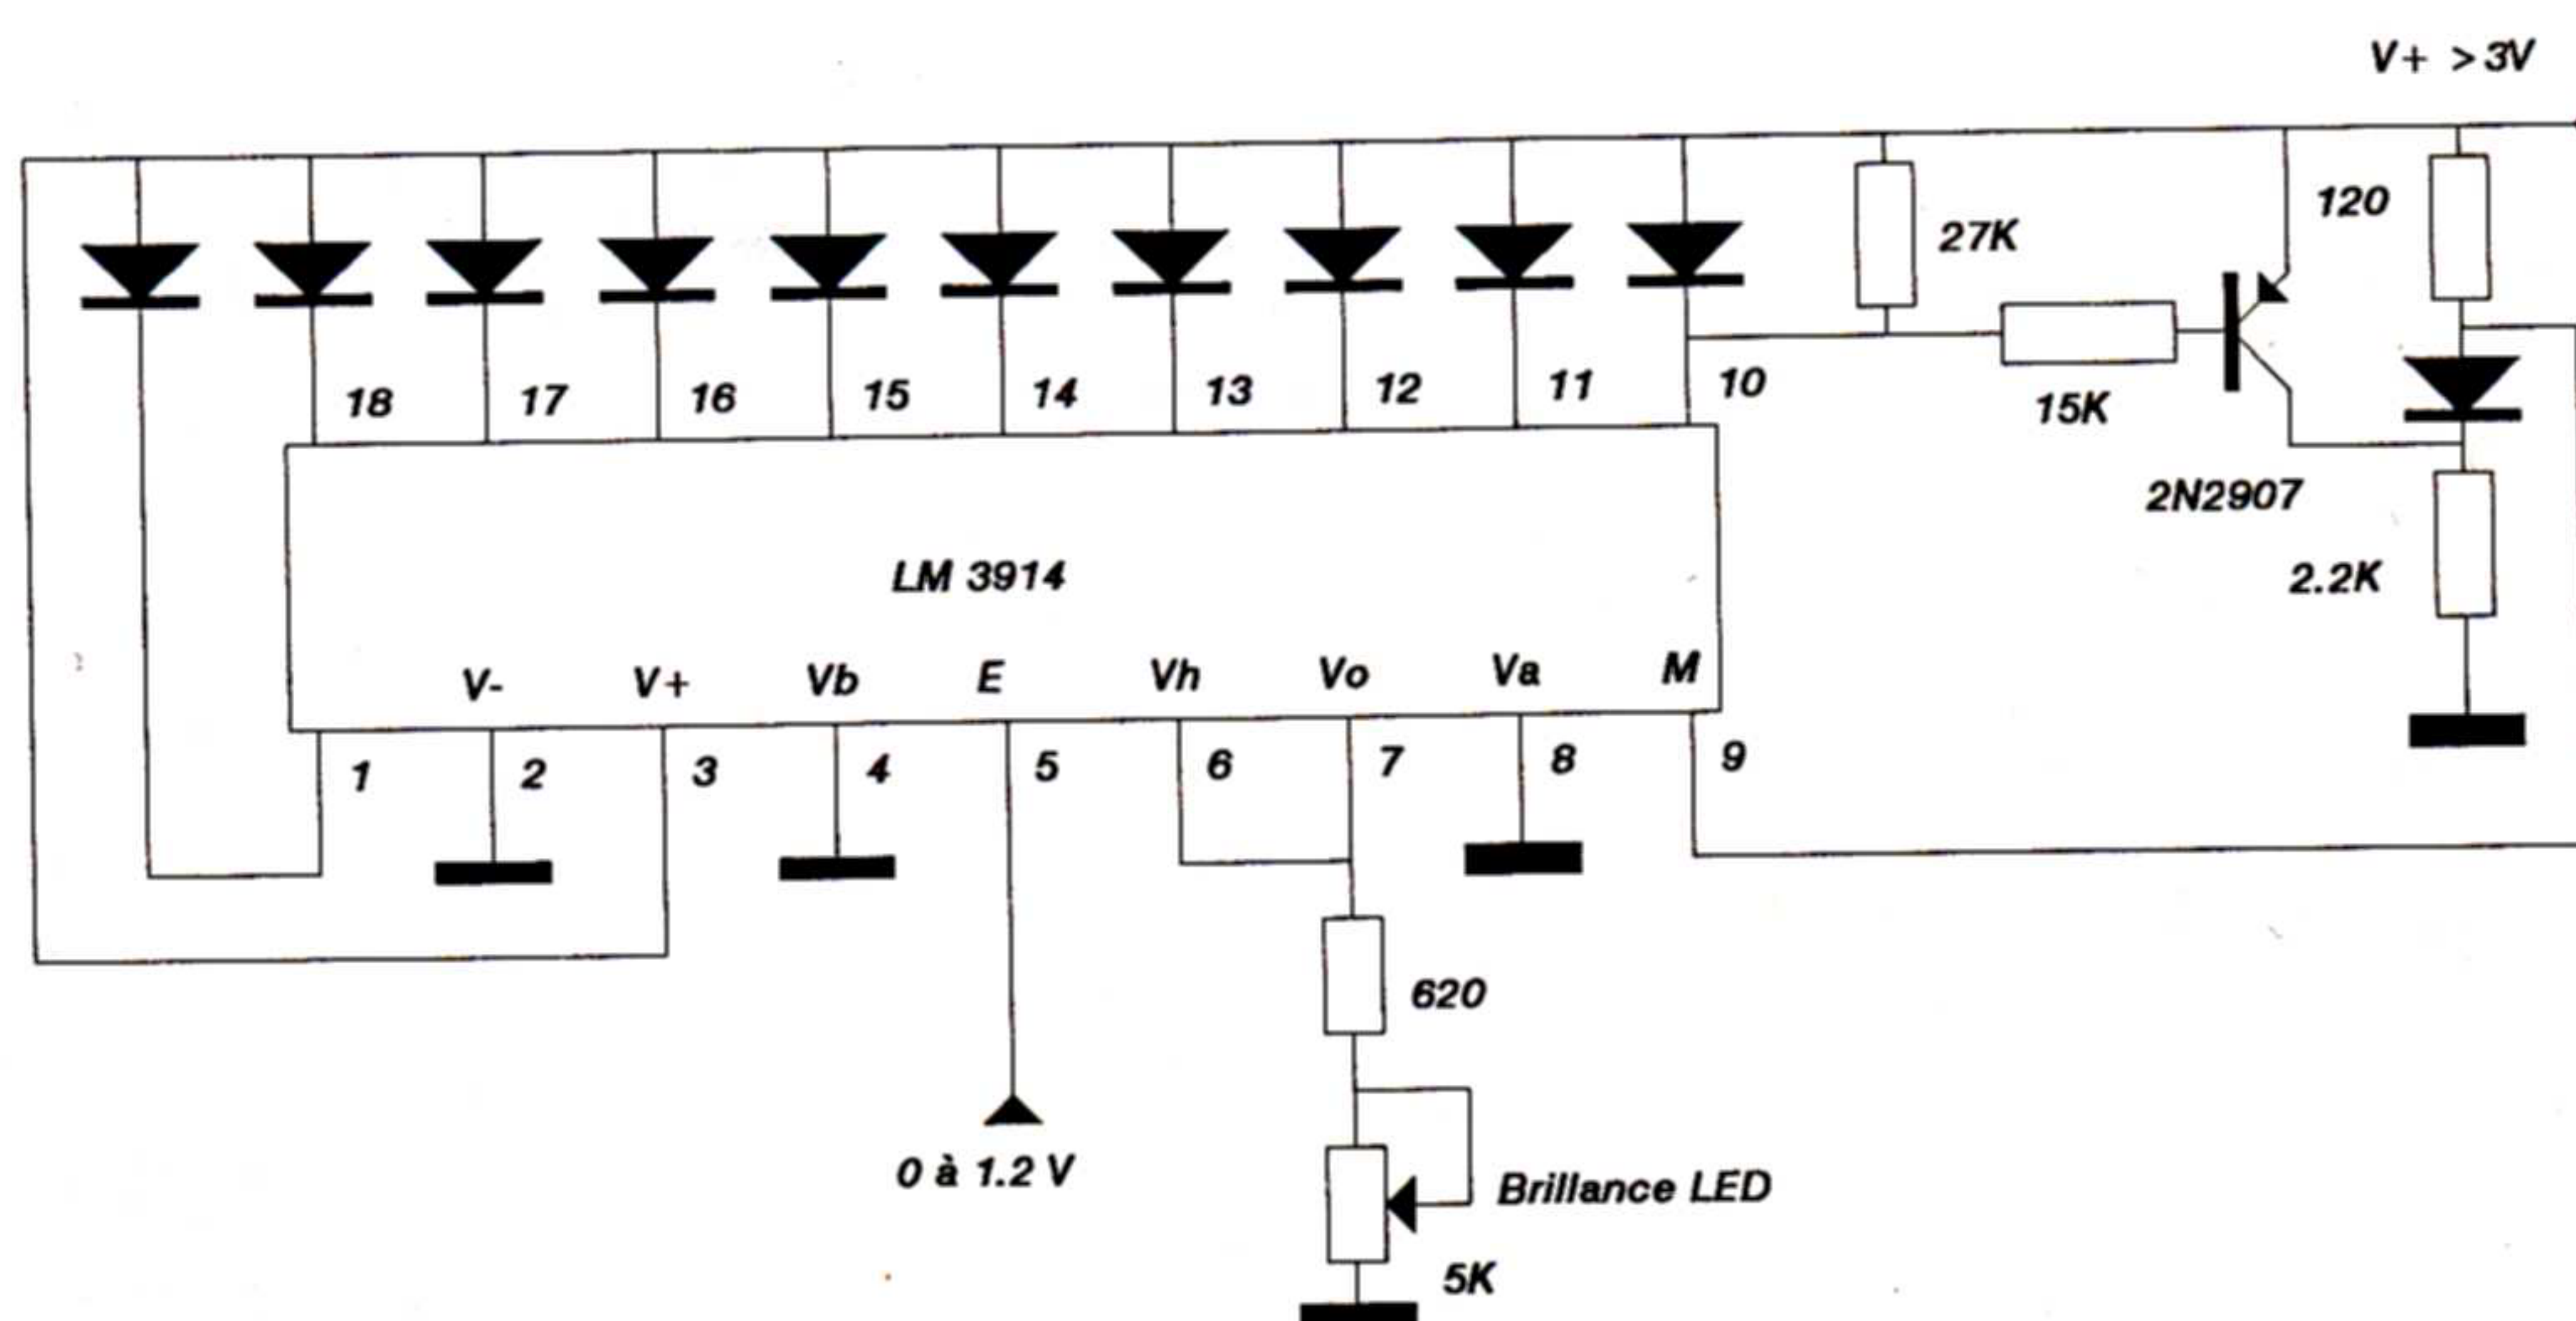 V+ >3V
120
27K
18
17
16
15
14
13
12
11
10
15K
2N2907
LM 3914
2.2K
V-
V+
Vb
E
Vh
Vo
Va
M
1
2
3
4
5
6
7
8
9
620
0 à 1.2 V
Brillance LED
5K